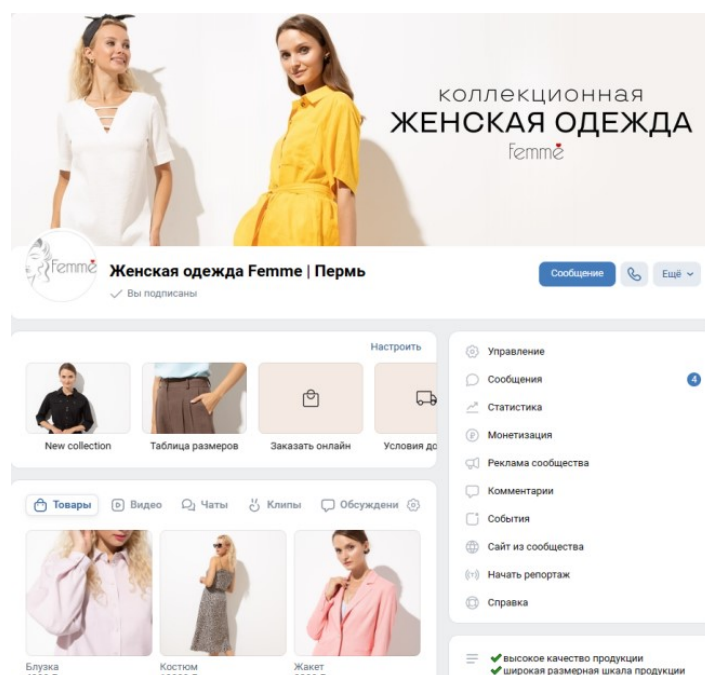 коллекционная
ЖЕНСКАЯ ОДЕЖДА
Femme
Femme
Женская одежда Femme | Пермь
Вы подписаны
Сообщение
Ещё
Настроить
New collection
Таблица размеров
Заказать онлайн
Условия до
Товары
Видео
Чаты
Клипы
Обсуждени
Блузка
Костюм
Жакет
Управление
Сообщения
4
Статистика
Монетизация
Реклама сообщества
Комментарии
События
Сайт из сообщества
Начать репортаж
Справка
высокое качество продукции
широкая размерная шкала продукции